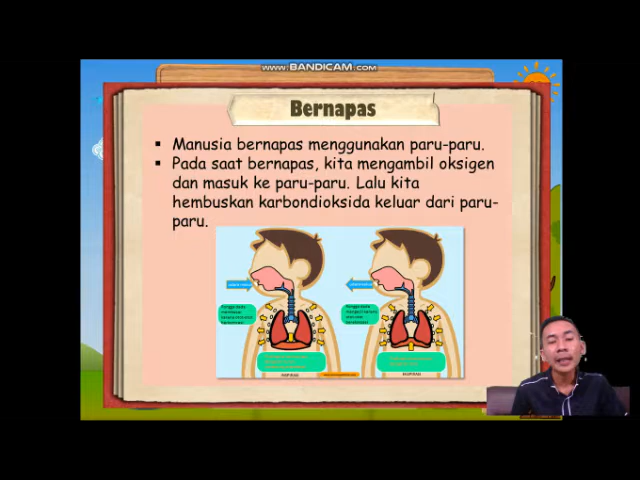 www.BANDICAM.com
Bernapas
▪ Manusia bernapas menggunakan paru-paru.
▪ Pada saat bernapas, kita mengambil oksigen
dan masuk ke paru-paru. Lalu kita
hembuskan karbondioksida keluar dari paru-
paru.